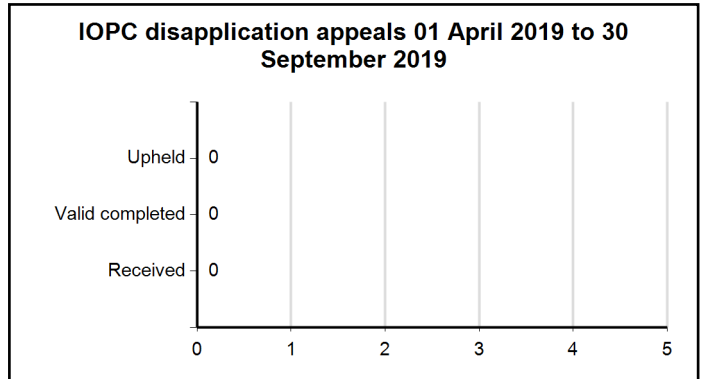 IOPC disapplication appeals 01 April 2019 to 30
September 2019
Upheld 0
Valid completed 0
Received 0
0 1 2 3 4 5